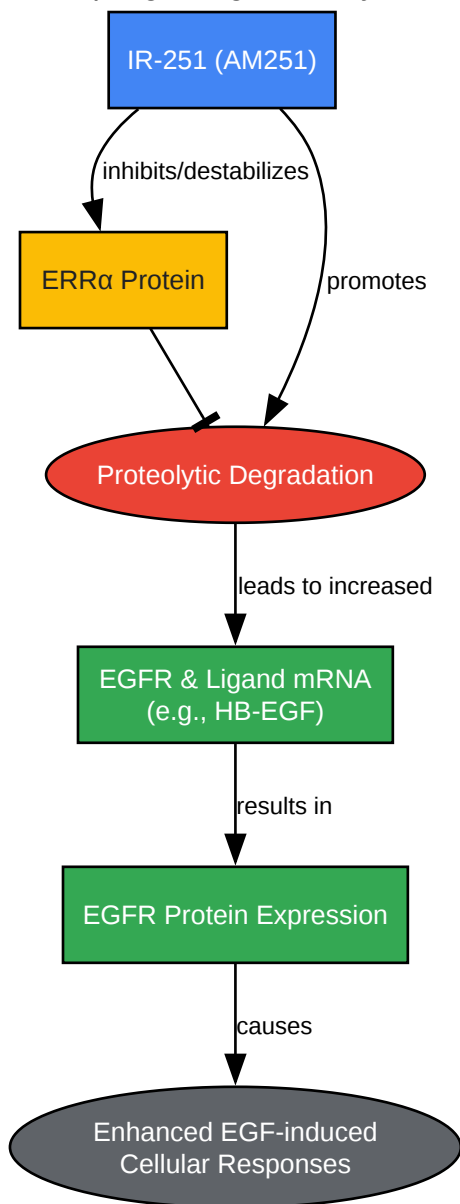 IR-251 (AM251)
inhibits/destabilizes
ERRα Protein
promotes
Proteolytic Degradation
leads to increased
EGFR & Ligand mRNA
(e.g., HB-EGF)
results in
EGFR Protein Expression
causes
Enhanced EGF-induced
Cellular Responses